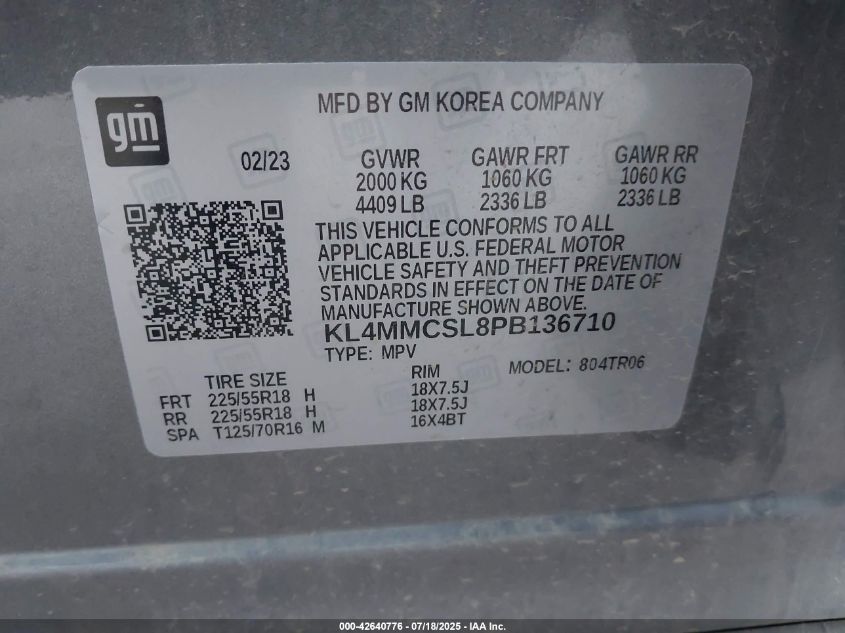 gm
MFD BY GM KOREA COMPANY
02/23
GVWR GAWR FRT GAWR RR
2000 KG 1060 KG 1060 KG
4409 LB 2336 LB 2336 LB
THIS VEHICLE CONFORMS TO ALL
APPLICABLE U.S. FEDERAL MOTOR
VEHICLE SAFETY AND THEFT PREVENTION
STANDARDS IN EFFECT ON THE DATE OF
MANUFACTURE SHOWN ABOVE.
KL4MMCSL8PB136710
TYPE: MPV
MODEL: 804TR06
TIRE SIZE RIM
FRT 225/55R18 H 18X7.5J
RR 225/55R18 H 18X7.5J
SPA T125/70R16 M 16X4BT
000-42640776 - 07/18/2025 - IAA Inc.